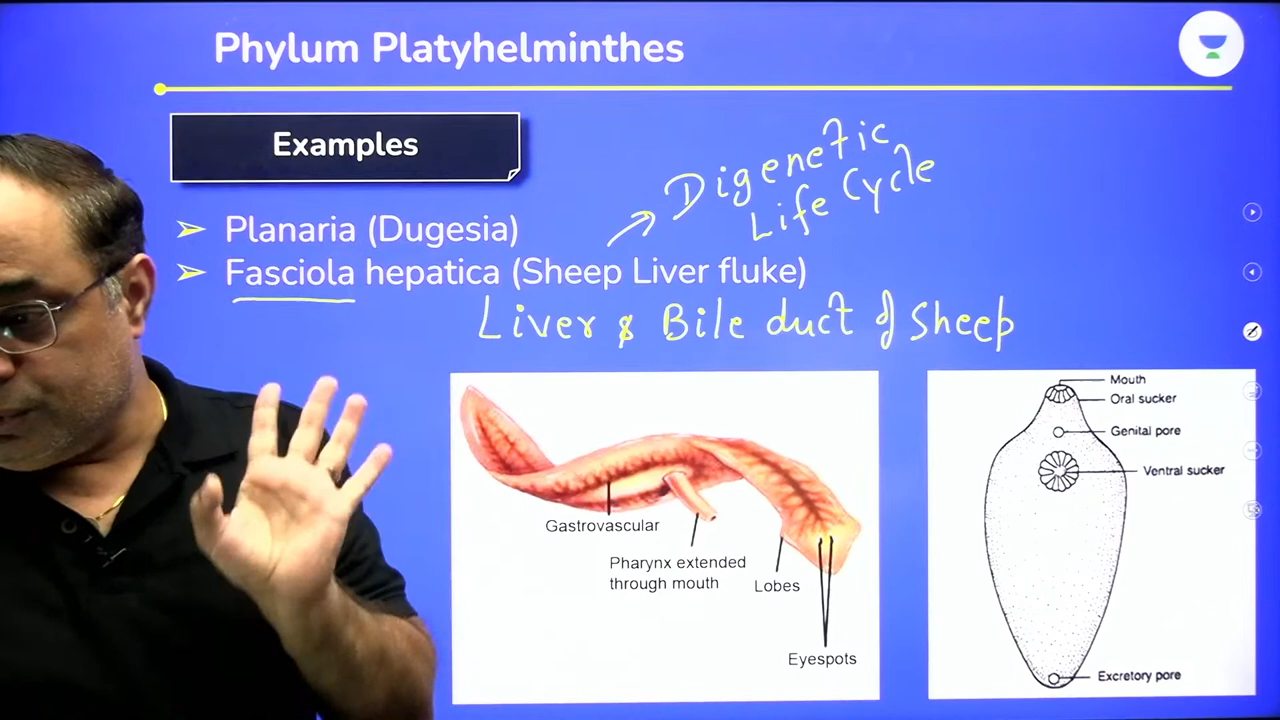 Phylum Platyhelminthes
Examples
Digenetic
Life Cycle
➢ Planaria (Dugesia)
➢ Fasciola hepatica (Sheep Liver fluke)
Liver & Bile duct of sheep
Gastrovascular
Pharynx extended
through mouth
Lobes
Eyespots
Mouth
Oral sucker
Genital pore
Ventral sucker
Excretory pore